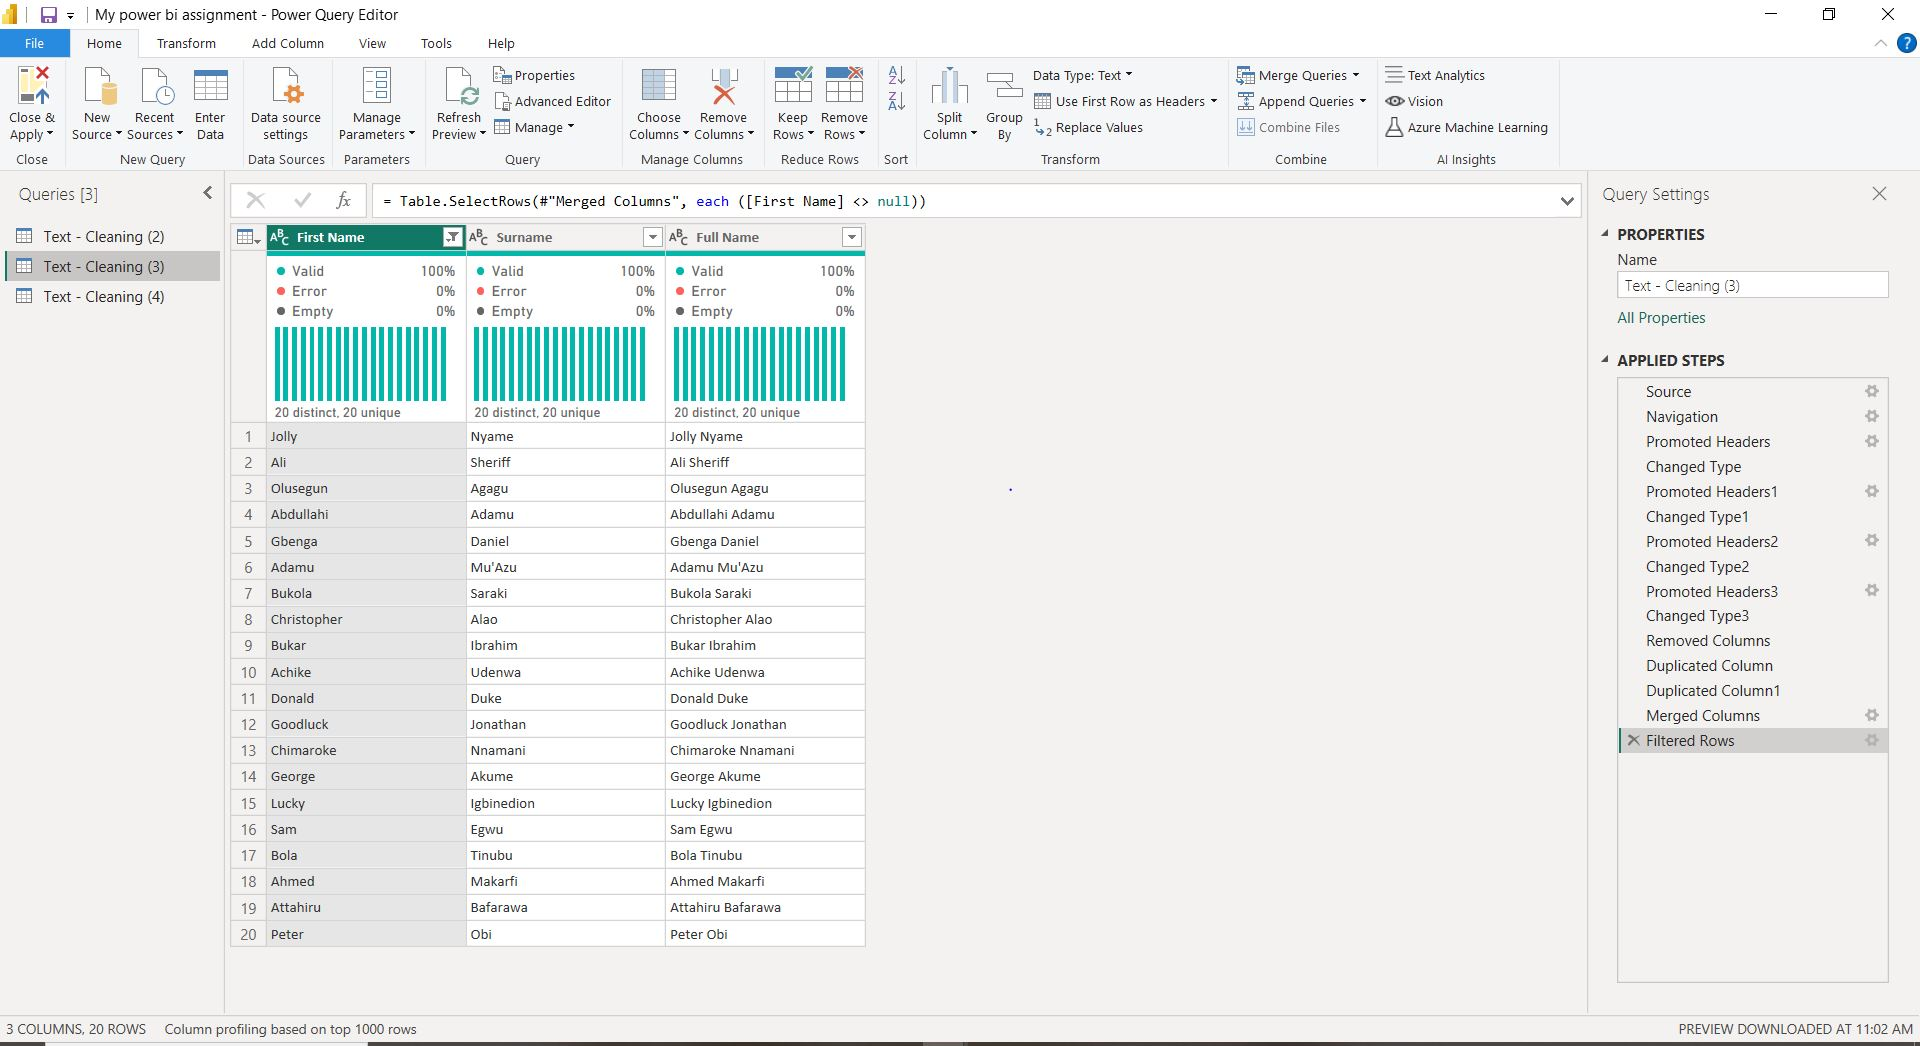 My power bi assignment - Power Query Editor
File Home Transform Add Column View Tools Help
Close & Apply
Close
New Source
Recent Sources
Enter Data
New Query
Data source settings
Data Sources
Manage Parameters
Parameters
Refresh Preview
Properties
Advanced Editor
Manage
Query
Choose Columns
Remove Columns
Manage Columns
Keep Rows
Remove Rows
Reduce Rows
Sort
Split Column
Group By
Data Type: Text
Use First Row as Headers
Replace Values
Transform
Merge Queries
Append Queries
Combine Files
Combine
Text Analytics
Vision
Azure Machine Learning
AI Insights
Queries [3]
Text - Cleaning (2)
Text - Cleaning (3)
Text - Cleaning (4)
fx = Table.SelectRows(#"Merged Columns", each ([First Name] <> null))
ABC First Name ABC Surname ABC Full Name
Valid 100% Valid 100% Valid 100%
Error 0% Error 0% Error 0%
Empty 0% Empty 0% Empty 0%
20 distinct, 20 unique 20 distinct, 20 unique 20 distinct, 20 unique
1 Jolly Nyame Jolly Nyame
2 Ali Sheriff Ali Sheriff
3 Olusegun Agagu Olusegun Agagu
4 Abdullahi Adamu Abdullahi Adamu
5 Gbenga Daniel Gbenga Daniel
6 Adamu Mu'Azu Adamu Mu'Azu
7 Bukola Saraki Bukola Saraki
8 Christopher Alao Christopher Alao
9 Bukar Ibrahim Bukar Ibrahim
10 Achike Udenwa Achike Udenwa
11 Donald Duke Donald Duke
12 Goodluck Jonathan Goodluck Jonathan
13 Chimaroke Nnamani Chimaroke Nnamani
14 George Akume George Akume
15 Lucky Igbinedion Lucky Igbinedion
16 Sam Egwu Sam Egwu
17 Bola Tinubu Bola Tinubu
18 Ahmed Makarfi Ahmed Makarfi
19 Attahiru Bafarawa Attahiru Bafarawa
20 Peter Obi Peter Obi
Query Settings
PROPERTIES
Name
Text - Cleaning (3)
All Properties
APPLIED STEPS
Source
Navigation
Promoted Headers
Changed Type
Promoted Headers1
Changed Type1
Promoted Headers2
Changed Type2
Promoted Headers3
Changed Type3
Removed Columns
Duplicated Column
Duplicated Column1
Merged Columns
Filtered Rows
3 COLUMNS, 20 ROWS Column profiling based on top 1000 rows
PREVIEW DOWNLOADED AT 11:02 AM